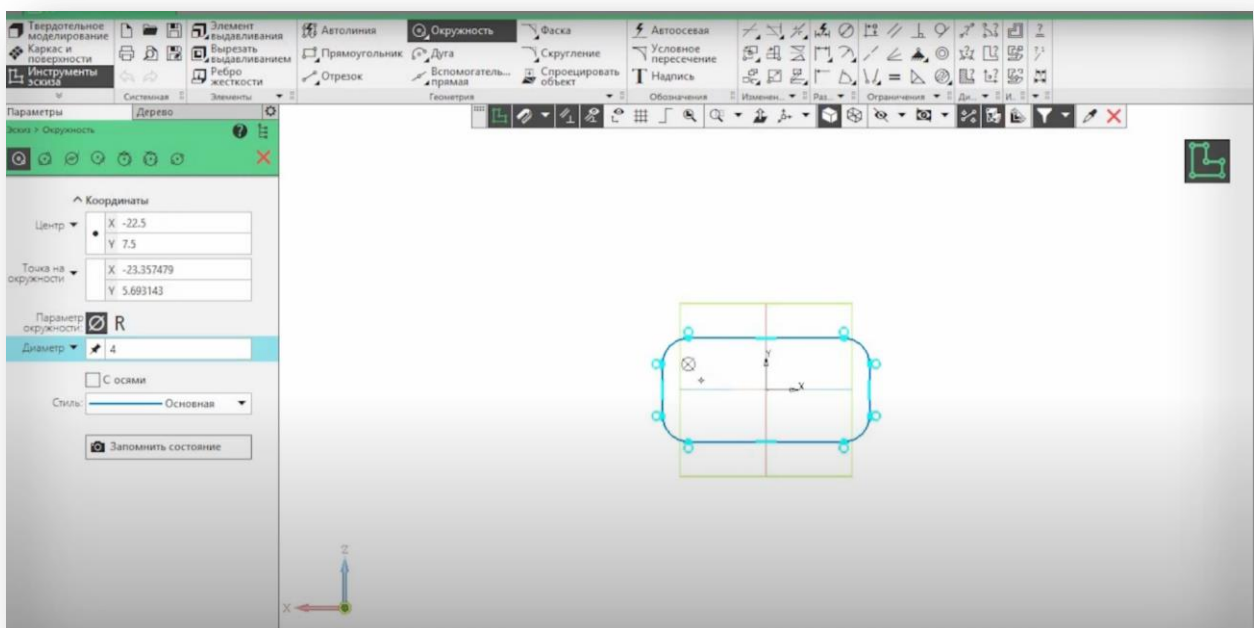 Твердотельное моделирование
Каркас и поверхности
Инструменты эскиза
Системная
Элемент выдавливания
Вырезать выдавливанием
Ребро жесткости
Элементы
Автолиния
Прямоугольник
Отрезок
Окружность
Дуга
Вспомогатель... прямая
Фаска
Скругление
Спроецировать объект
Геометрия
Автоосевая
Условное пересечение
Надпись
Обозначения
Изменен...
Раз...
Ограничения
Ди...
И...
Параметры
Дерево
Эскиз > Окружность
Координаты
Центр
X -22.5
Y 7.5
Точка на окружности
X -23.357479
Y 5.693143
Параметр окружности:
R
Диаметр
4
С осями
Стиль:
Основная
Запомнить состояние
Y
X
Z
X